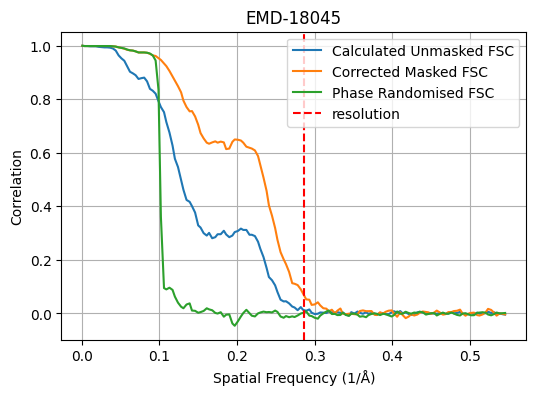 EMD-18045
1.0
0.8
0.6
0.4
0.2
0.0
Correlation
Calculated Unmasked FSC
Corrected Masked FSC
Phase Randomised FSC
resolution
0.0 0.1 0.2 0.3 0.4 0.5
Spatial Frequency (1/Å)